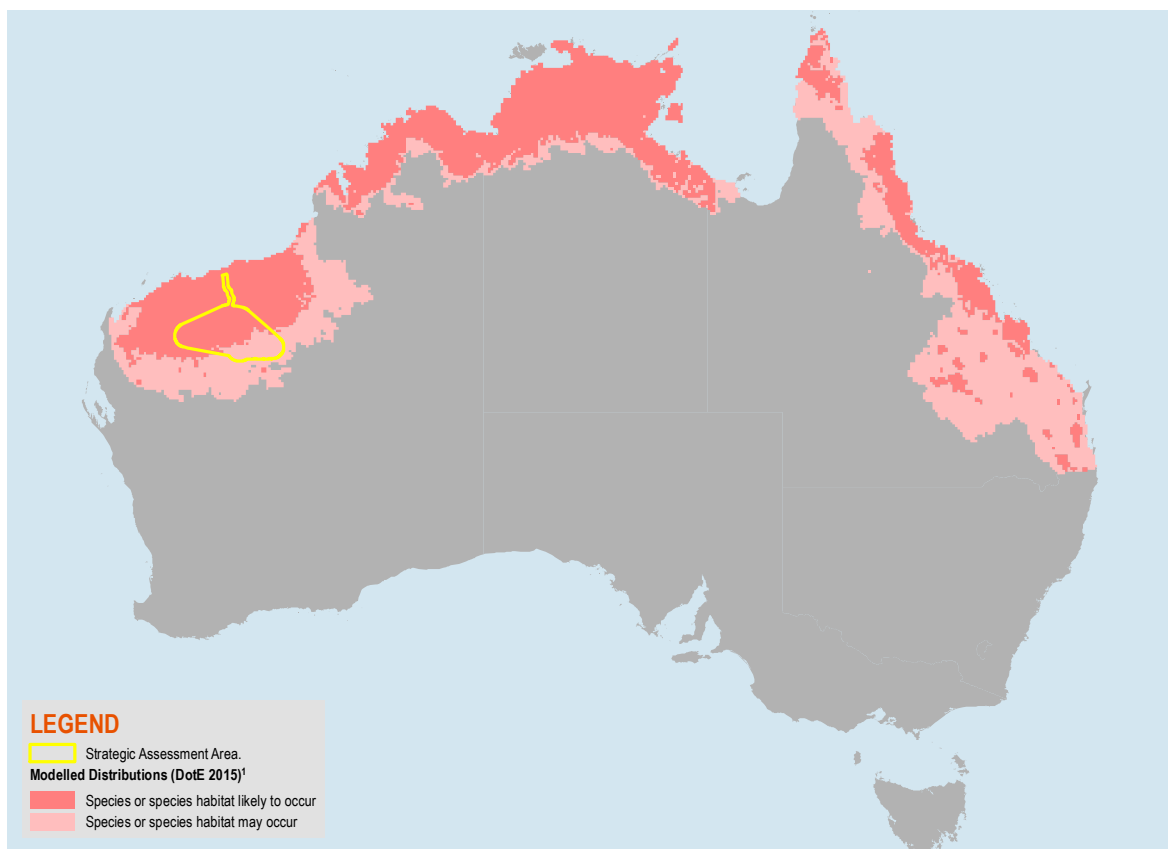 LEGEND
Strategic Assessment Area.
Modelled Distributions (DotE 2015)¹
Species or species habitat likely to occur
Species or species habitat may occur